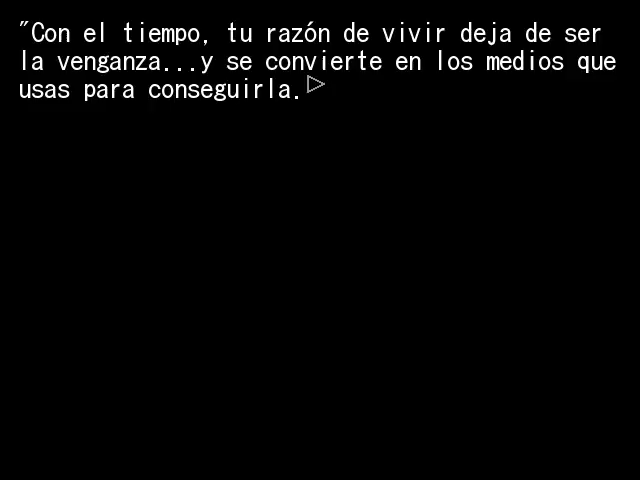 "Con el tiempo, tu razón de vivir deja de ser
la venganza...y se convierte en los medios que
usas para conseguirla.